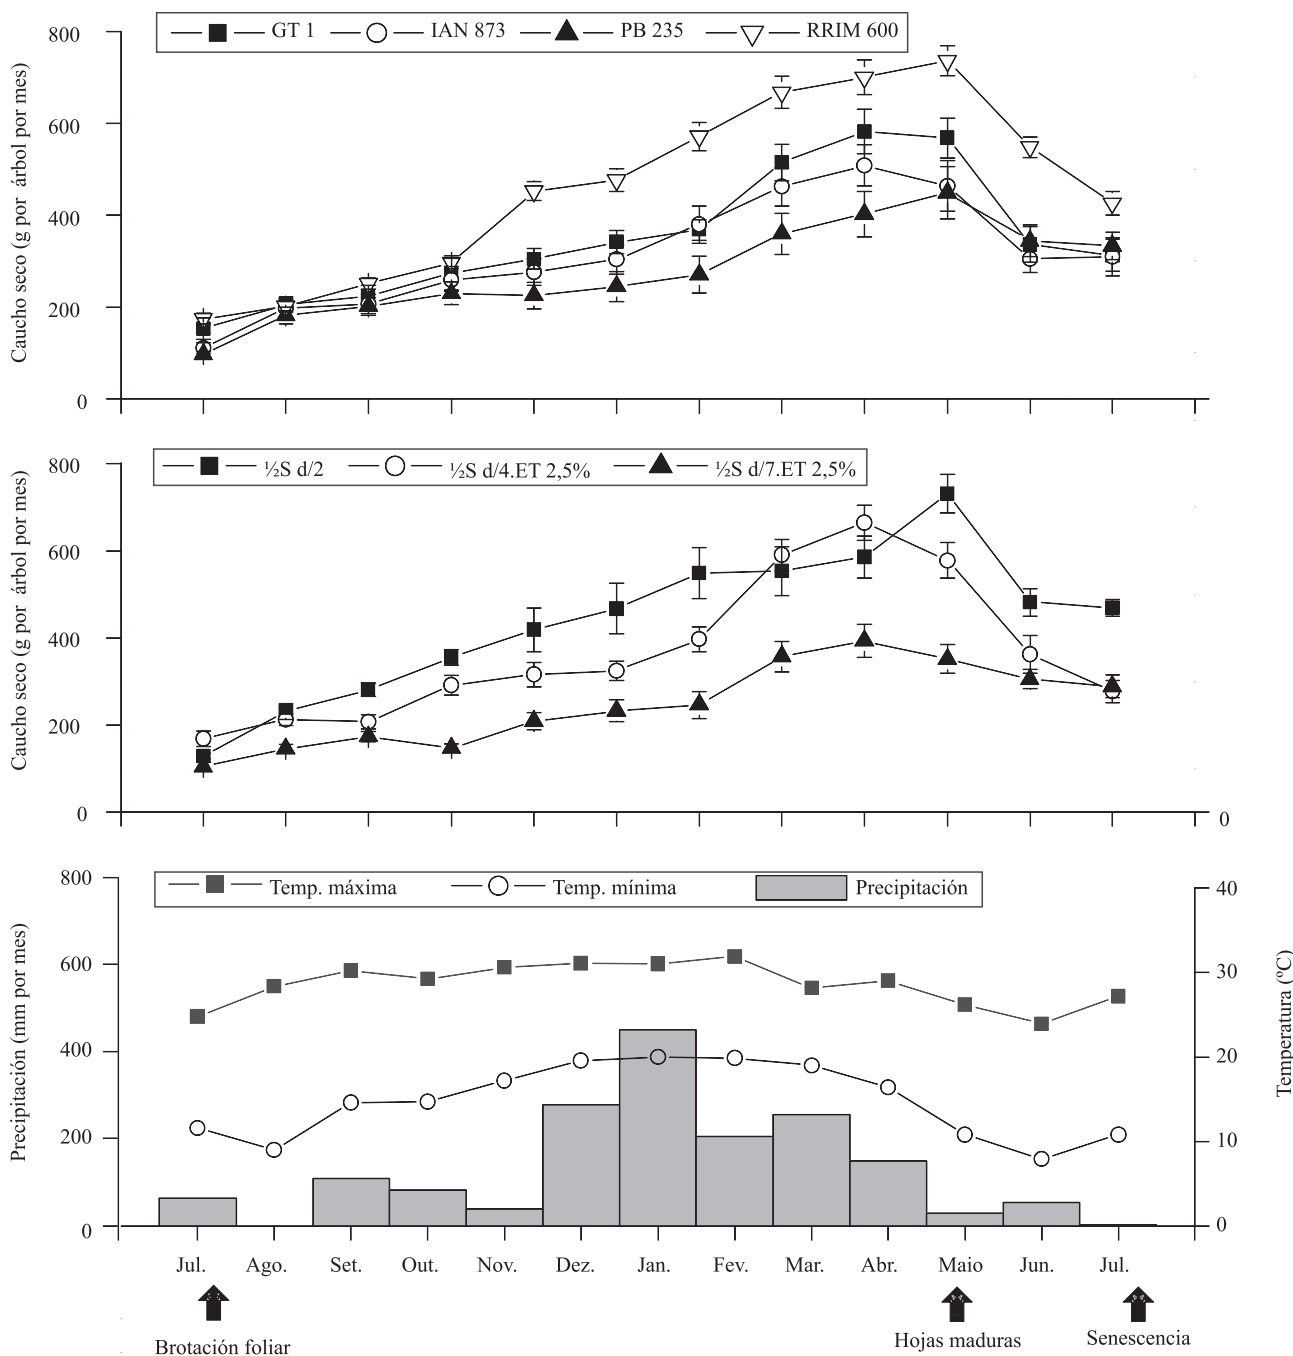 GT 1 IAN 873 PB 235 RRIM 600
800
600
400
200
0
Caucho seco (g por árbol por mes)
½S d/2 ½S d/4.ET 2,5% ½S d/7.ET 2,5%
800
600
400
200
0
0
Caucho seco (g por árbol por mes)
Temp. máxima Temp. mínima Precipitación
800
600
400
200
0
Precipitación (mm por mes)
40
30
20
10
0
Temperatura (ºC)
Jul. Ago. Set. Out. Nov. Dez. Jan. Fev. Mar. Abr. Maio Jun. Jul.
Brotación foliar Hojas maduras Senescencia